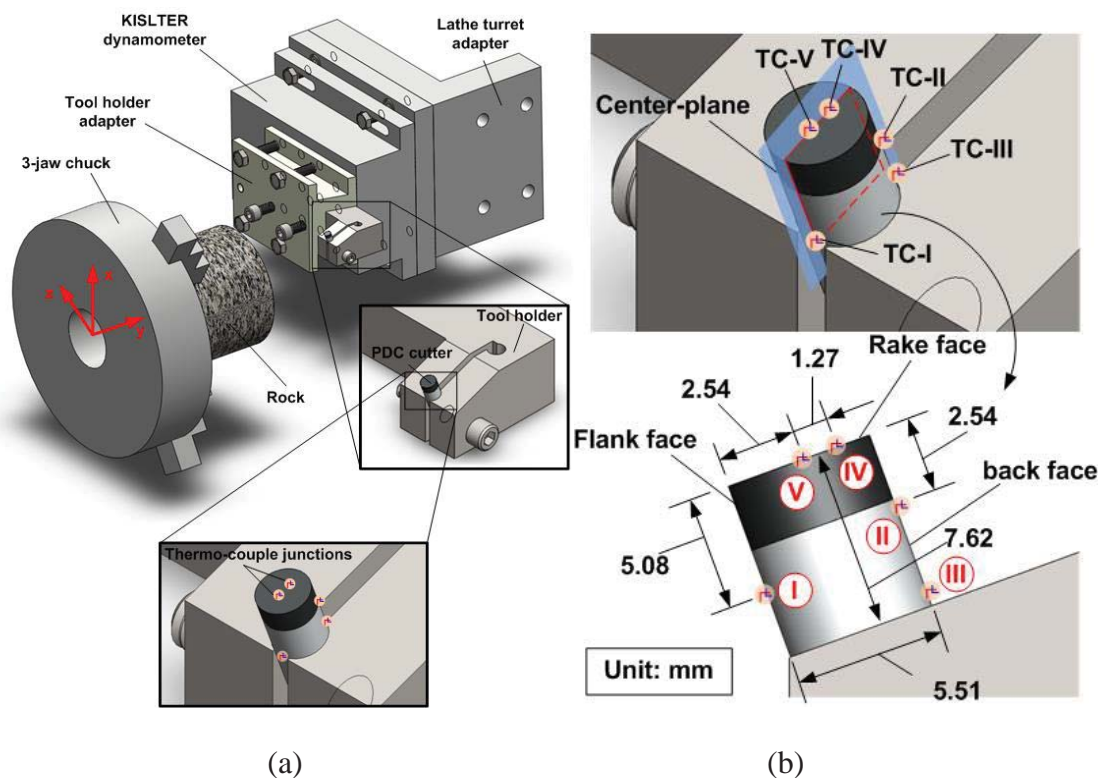 KISLTER
dynamometer
Lathe turret
adapter
Tool holder
adapter
3-jaw chuck
x
x
y
Rock
Tool holder
PDC cutter
Thermo-couple junctions
(a)
TC-IV
TC-V
TC-II
Center-plane
TC-III
TC-I
Rake face
1.27
2.54
2.54
Flank face
back face
IV
V
II
7.62
5.08
I
III
Unit: mm
5.51
(b)